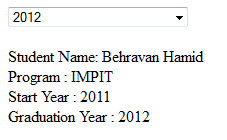 2012
Student Name: Behravan Hamid
Program : IMPIT
Start Year : 2011
Graduation Year : 2012